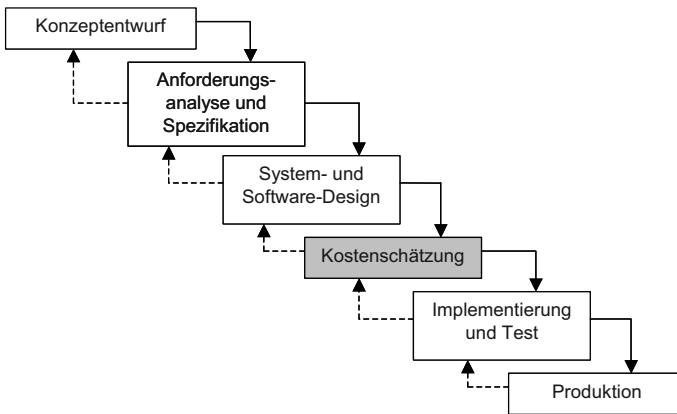 Konzeptentwurf
Anforderungs-
analyse und
Spezifikation
System- und
Software-Design
Kostenschätzung
Implementierung
und Test
Produktion